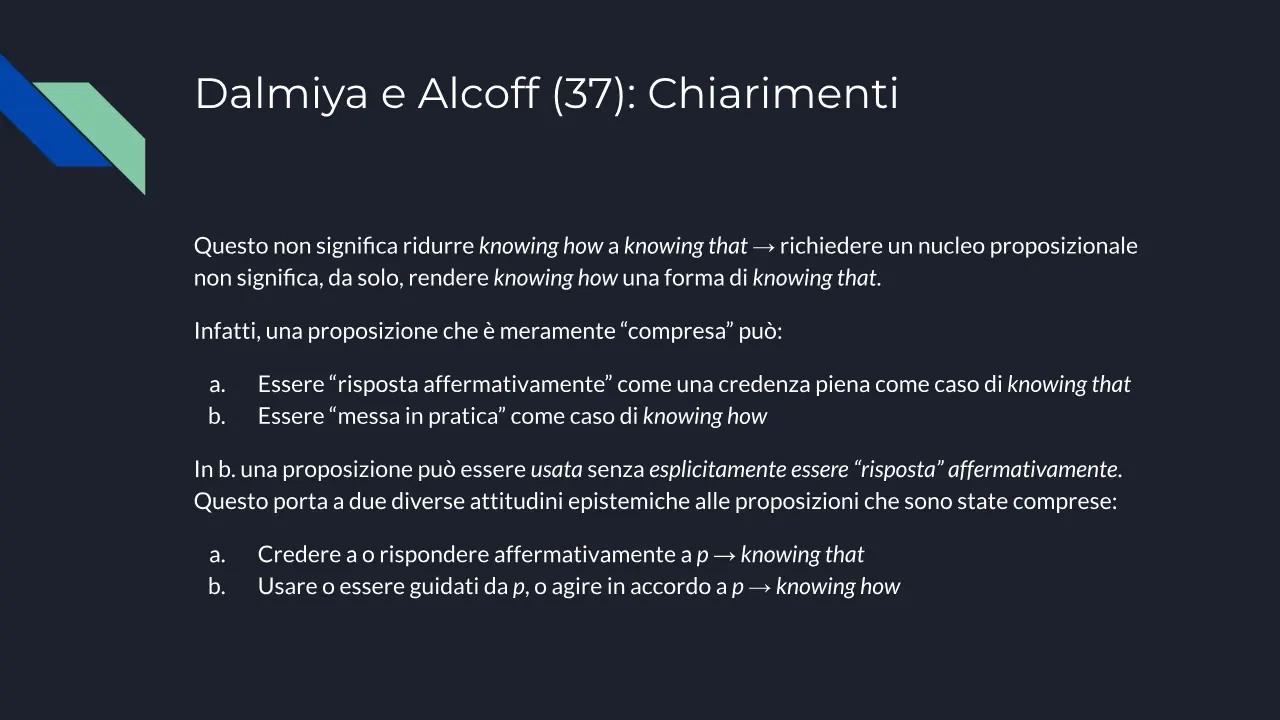 Dalmiya e Alcoff (37): Chiarimenti
Questo non significa ridurre knowing how a knowing that → richiedere un nucleo proposizionale
non significa, da solo, rendere knowing how una forma di knowing that.
Infatti, una proposizione che è meramente “compresa” può:
a. Essere “risposta affermativamente” come una credenza piena come caso di knowing that
b. Essere “messa in pratica” come caso di knowing how
In b. una proposizione può essere usata senza esplicitamente essere “risposta” affermativamente.
Questo porta a due diverse attitudini epistemiche alle proposizioni che sono state comprese:
a. Credere a o rispondere affermativamente a p → knowing that
b. Usare o essere guidati da p, o agire in accordo a p → knowing how